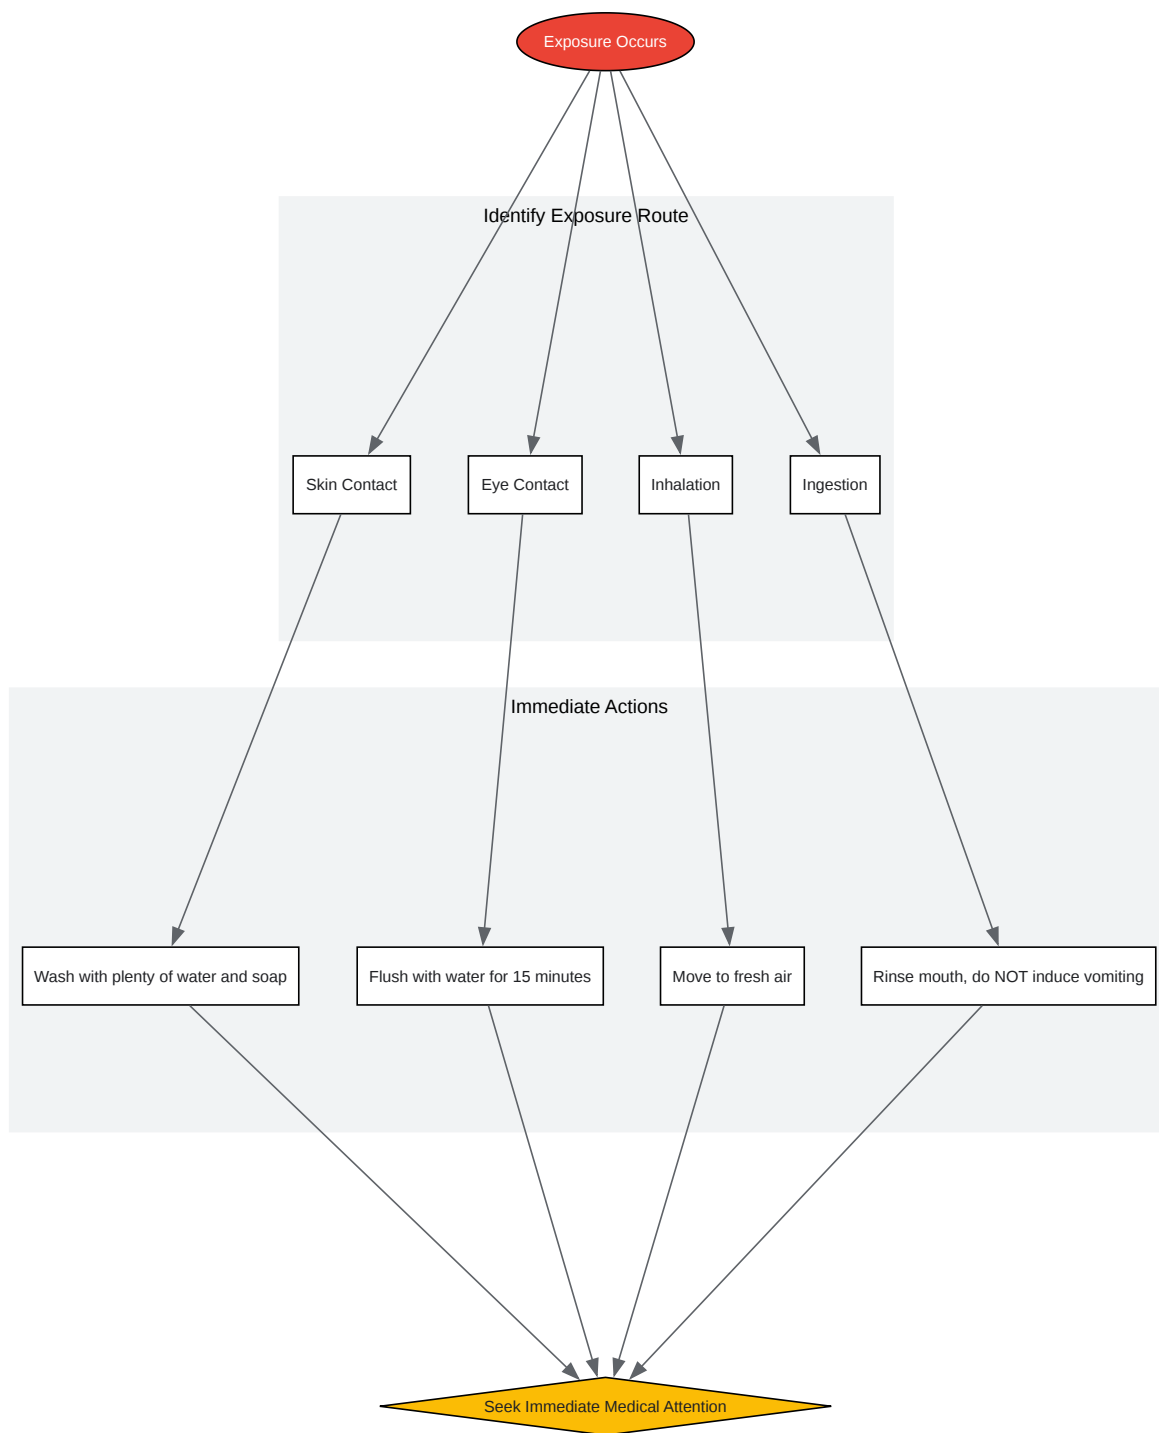 Exposure Occurs
Identify Exposure Route
Skin Contact
Eye Contact
Inhalation
Ingestion
Immediate Actions
Wash with plenty of water and soap
Flush with water for 15 minutes
Move to fresh air
Rinse mouth, do NOT induce vomiting
Seek Immediate Medical Attention